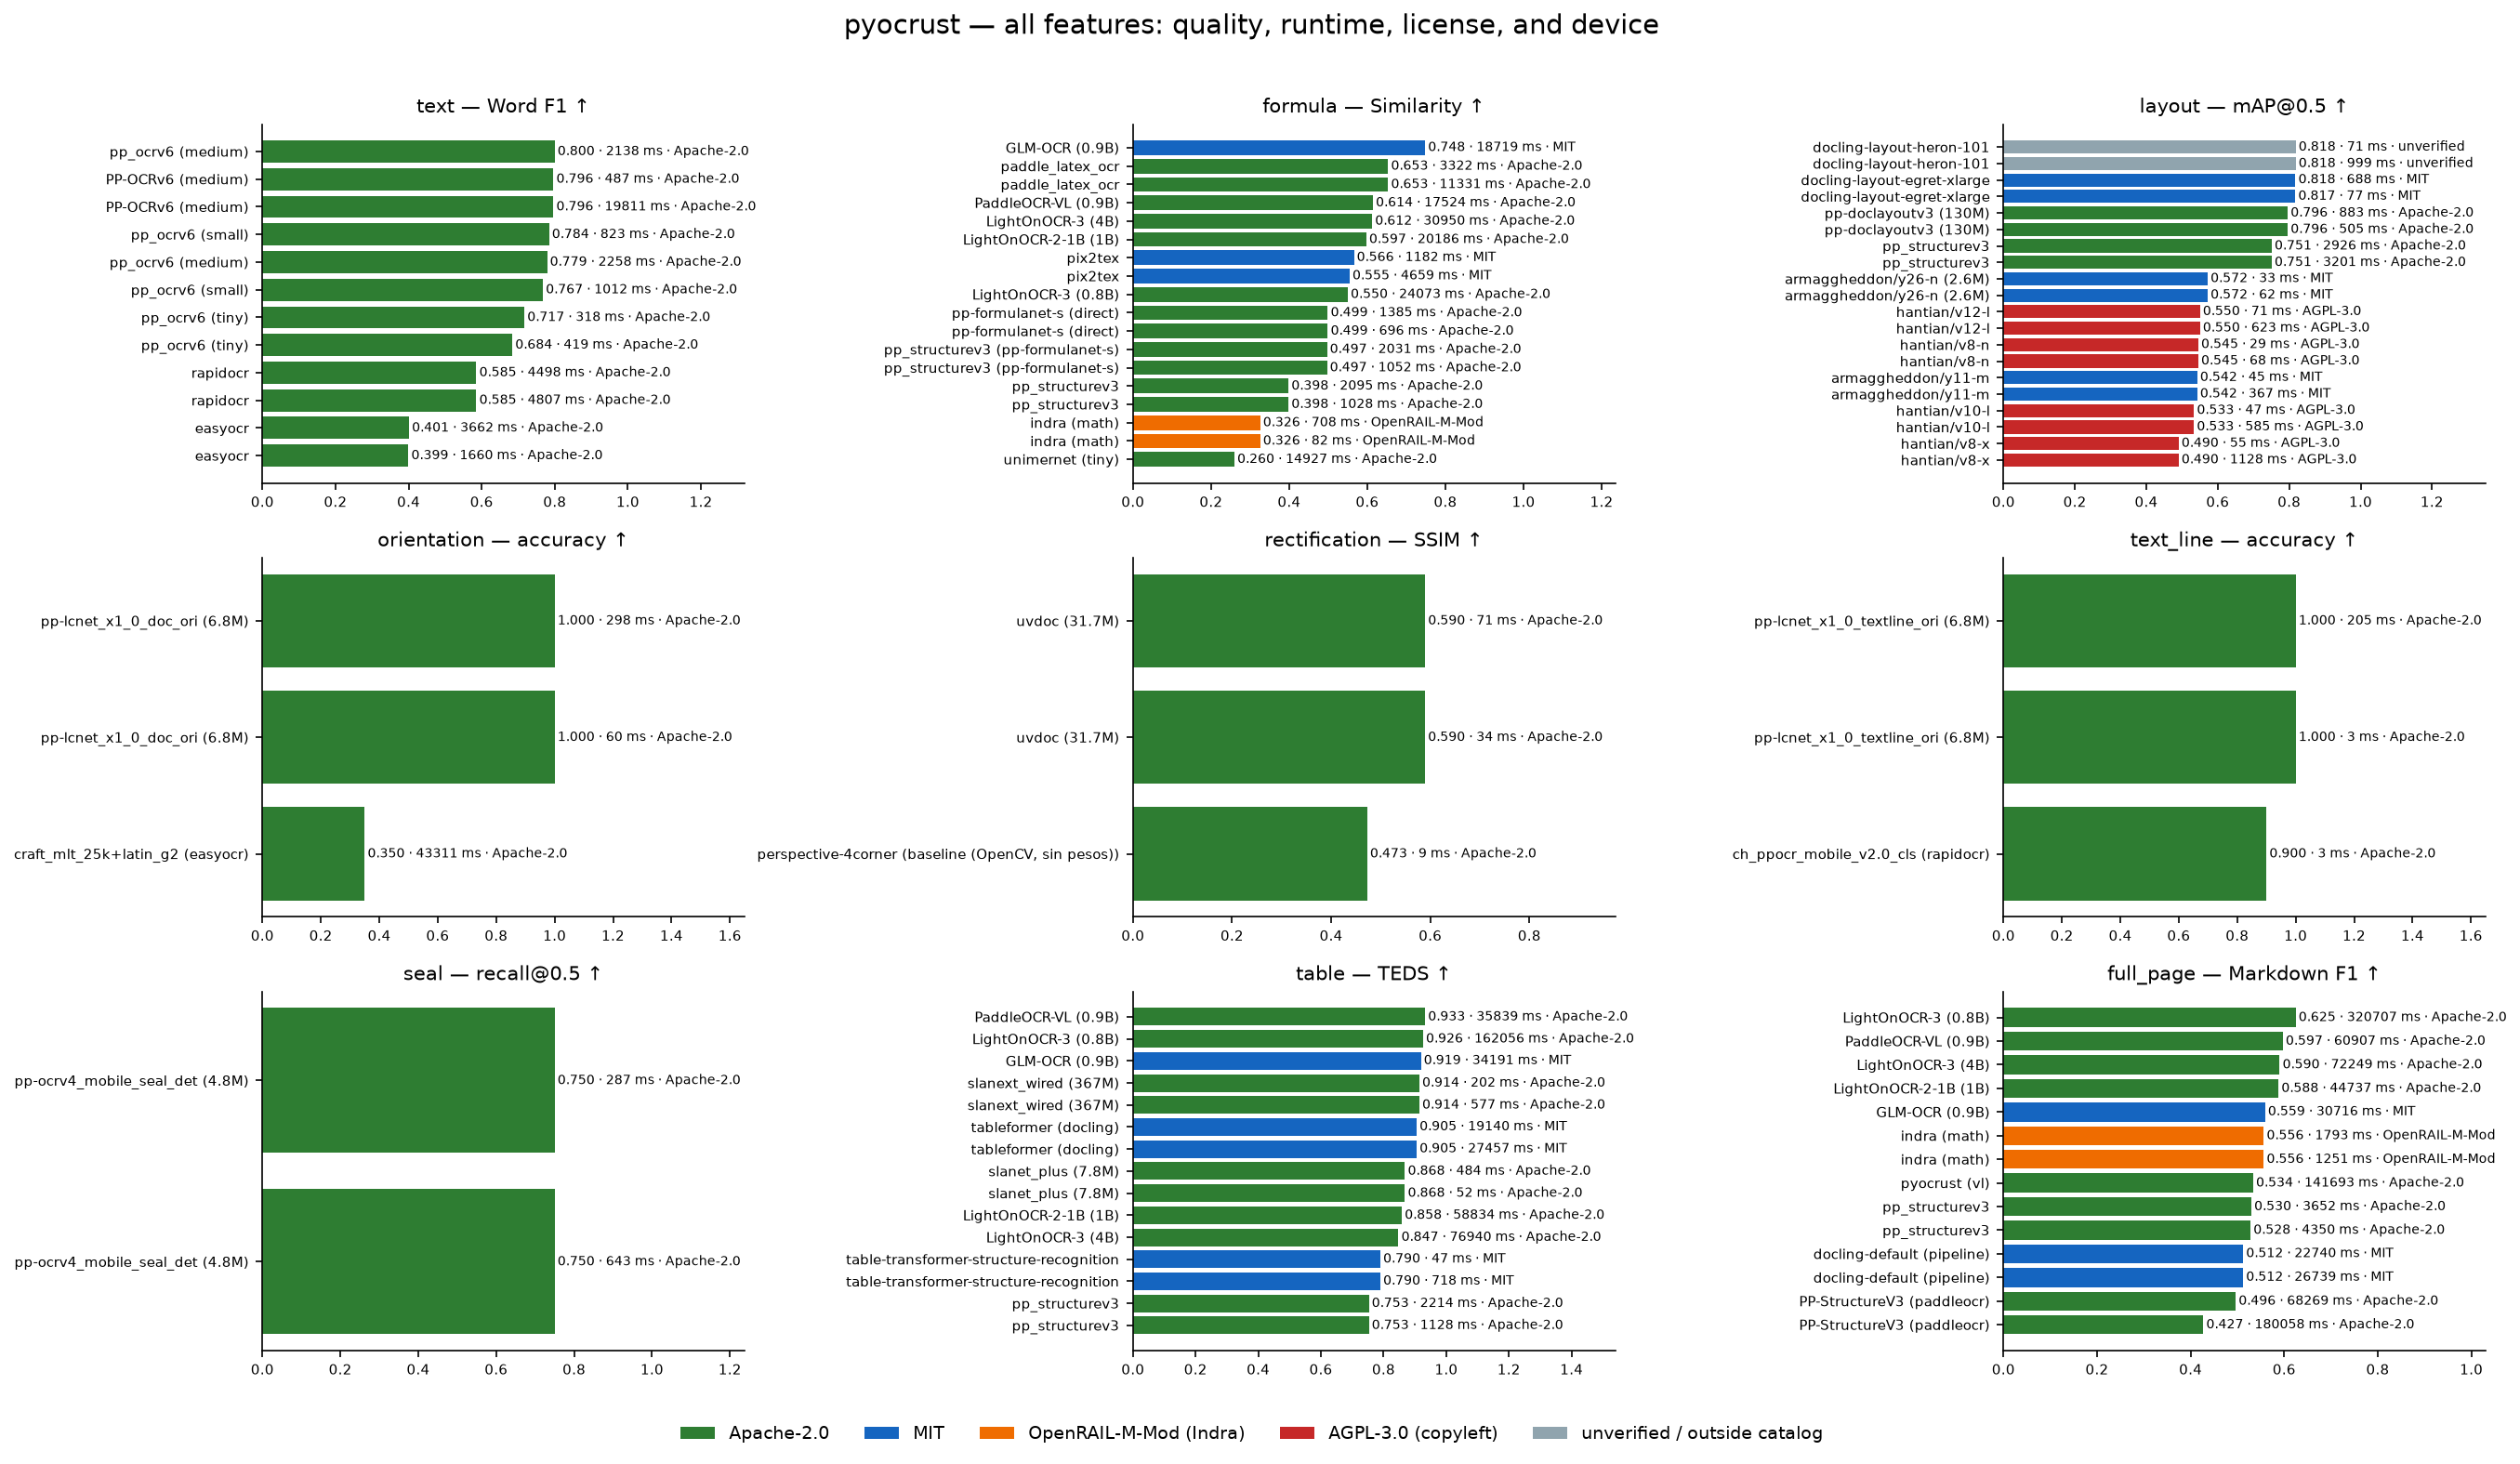 pyocrust — all features: quality, runtime, license, and device
text — Word F1 ↑
pp_ocrv6 (medium) 0.800 · 2138 ms · Apache-2.0
PP-OCRv6 (medium) 0.796 · 487 ms · Apache-2.0
PP-OCRv6 (medium) 0.796 · 19811 ms · Apache-2.0
pp_ocrv6 (small) 0.784 · 823 ms · Apache-2.0
pp_ocrv6 (medium) 0.779 · 2258 ms · Apache-2.0
pp_ocrv6 (small) 0.767 · 1012 ms · Apache-2.0
pp_ocrv6 (tiny) 0.717 · 318 ms · Apache-2.0
pp_ocrv6 (tiny) 0.684 · 419 ms · Apache-2.0
rapidocr 0.585 · 4498 ms · Apache-2.0
rapidocr 0.585 · 4807 ms · Apache-2.0
easyocr 0.401 · 3662 ms · Apache-2.0
easyocr 0.399 · 1660 ms · Apache-2.0
0.0 0.2 0.4 0.6 0.8 1.0 1.2
formula — Similarity ↑
GLM-OCR (0.9B) 0.748 · 18719 ms · MIT
paddle_latex_ocr 0.653 · 3322 ms · Apache-2.0
paddle_latex_ocr 0.653 · 11331 ms · Apache-2.0
PaddleOCR-VL (0.9B) 0.614 · 17524 ms · Apache-2.0
LightOnOCR-3 (4B) 0.612 · 30950 ms · Apache-2.0
LightOnOCR-2-1B (1B) 0.597 · 20186 ms · Apache-2.0
pix2tex 0.566 · 1182 ms · MIT
pix2tex 0.555 · 4659 ms · MIT
LightOnOCR-3 (0.8B) 0.550 · 24073 ms · Apache-2.0
pp-formulanet-s (direct) 0.499 · 1385 ms · Apache-2.0
pp-formulanet-s (direct) 0.499 · 696 ms · Apache-2.0
pp_structurev3 (pp-formulanet-s) 0.497 · 2031 ms · Apache-2.0
pp_structurev3 (pp-formulanet-s) 0.497 · 1052 ms · Apache-2.0
pp_structurev3 0.398 · 2095 ms · Apache-2.0
pp_structurev3 0.398 · 1028 ms · Apache-2.0
indra (math) 0.326 · 708 ms · OpenRAIL-M-Mod
indra (math) 0.326 · 82 ms · OpenRAIL-M-Mod
unimernet (tiny) 0.260 · 14927 ms · Apache-2.0
0.0 0.2 0.4 0.6 0.8 1.0 1.2
layout — mAP@0.5 ↑
docling-layout-heron-101 0.818 · 71 ms · unverified
docling-layout-heron-101 0.818 · 999 ms · unverified
docling-layout-egret-xlarge 0.818 · 688 ms · MIT
docling-layout-egret-xlarge 0.817 · 77 ms · MIT
pp-doclayoutv3 (130M) 0.796 · 883 ms · Apache-2.0
pp-doclayoutv3 (130M) 0.796 · 505 ms · Apache-2.0
pp_structurev3 0.751 · 2926 ms · Apache-2.0
pp_structurev3 0.751 · 3201 ms · Apache-2.0
armaggheddon/y26-n (2.6M) 0.572 · 33 ms · MIT
armaggheddon/y26-n (2.6M) 0.572 · 62 ms · MIT
hantian/v12-l 0.550 · 71 ms · AGPL-3.0
hantian/v12-l 0.550 · 623 ms · AGPL-3.0
hantian/v8-n 0.545 · 29 ms · AGPL-3.0
hantian/v8-n 0.545 · 68 ms · AGPL-3.0
armaggheddon/y11-m 0.542 · 45 ms · MIT
armaggheddon/y11-m 0.542 · 367 ms · MIT
hantian/v10-l 0.533 · 47 ms · AGPL-3.0
hantian/v10-l 0.533 · 585 ms · AGPL-3.0
hantian/v8-x 0.490 · 55 ms · AGPL-3.0
hantian/v8-x 0.490 · 1128 ms · AGPL-3.0
0.0 0.2 0.4 0.6 0.8 1.0 1.2
orientation — accuracy ↑
pp-lcnet_x1_0_doc_ori (6.8M) 1.000 · 298 ms · Apache-2.0
pp-lcnet_x1_0_doc_ori (6.8M) 1.000 · 60 ms · Apache-2.0
craft_mlt_25k+latin_g2 (easyocr) 0.350 · 43311 ms · Apache-2.0
0.0 0.2 0.4 0.6 0.8 1.0 1.2 1.4 1.6
rectification — SSIM ↑
uvdoc (31.7M) 0.590 · 71 ms · Apache-2.0
uvdoc (31.7M) 0.590 · 34 ms · Apache-2.0
perspective-4corner (baseline (OpenCV, sin pesos)) 0.473 · 9 ms · Apache-2.0
0.0 0.2 0.4 0.6 0.8
text_line — accuracy ↑
pp-lcnet_x1_0_textline_ori (6.8M) 1.000 · 205 ms · Apache-2.0
pp-lcnet_x1_0_textline_ori (6.8M) 1.000 · 3 ms · Apache-2.0
ch_ppocr_mobile_v2.0_cls (rapidocr) 0.900 · 3 ms · Apache-2.0
0.0 0.2 0.4 0.6 0.8 1.0 1.2 1.4 1.6
seal — recall@0.5 ↑
pp-ocrv4_mobile_seal_det (4.8M) 0.750 · 287 ms · Apache-2.0
pp-ocrv4_mobile_seal_det (4.8M) 0.750 · 643 ms · Apache-2.0
0.0 0.2 0.4 0.6 0.8 1.0 1.2
table — TEDS ↑
PaddleOCR-VL (0.9B) 0.933 · 35839 ms · Apache-2.0
LightOnOCR-3 (0.8B) 0.926 · 162056 ms · Apache-2.0
GLM-OCR (0.9B) 0.919 · 34191 ms · MIT
slanext_wired (367M) 0.914 · 202 ms · Apache-2.0
slanext_wired (367M) 0.914 · 577 ms · Apache-2.0
tableformer (docling) 0.905 · 19140 ms · MIT
tableformer (docling) 0.905 · 27457 ms · MIT
slanet_plus (7.8M) 0.868 · 484 ms · Apache-2.0
slanet_plus (7.8M) 0.868 · 52 ms · Apache-2.0
LightOnOCR-2-1B (1B) 0.858 · 58834 ms · Apache-2.0
LightOnOCR-3 (4B) 0.847 · 76940 ms · Apache-2.0
table-transformer-structure-recognition 0.790 · 47 ms · MIT
table-transformer-structure-recognition 0.790 · 718 ms · MIT
pp_structurev3 0.753 · 2214 ms · Apache-2.0
pp_structurev3 0.753 · 1128 ms · Apache-2.0
0.0 0.2 0.4 0.6 0.8 1.0 1.2 1.4
full_page — Markdown F1 ↑
LightOnOCR-3 (0.8B) 0.625 · 320707 ms · Apache-2.0
PaddleOCR-VL (0.9B) 0.597 · 60907 ms · Apache-2.0
LightOnOCR-3 (4B) 0.590 · 72249 ms · Apache-2.0
LightOnOCR-2-1B (1B) 0.588 · 44737 ms · Apache-2.0
GLM-OCR (0.9B) 0.559 · 30716 ms · MIT
indra (math) 0.556 · 1793 ms · OpenRAIL-M-Mod
indra (math) 0.556 · 1251 ms · OpenRAIL-M-Mod
pyocrust (vl) 0.534 · 141693 ms · Apache-2.0
pp_structurev3 0.530 · 3652 ms · Apache-2.0
pp_structurev3 0.528 · 4350 ms · Apache-2.0
docling-default (pipeline) 0.512 · 22740 ms · MIT
docling-default (pipeline) 0.512 · 26739 ms · MIT
PP-StructureV3 (paddleocr) 0.496 · 68269 ms · Apache-2.0
PP-StructureV3 (paddleocr) 0.427 · 180058 ms · Apache-2.0
0.0 0.2 0.4 0.6 0.8 1.0
Apache-2.0 MIT OpenRAIL-M-Mod (Indra) AGPL-3.0 (copyleft) unverified / outside catalog